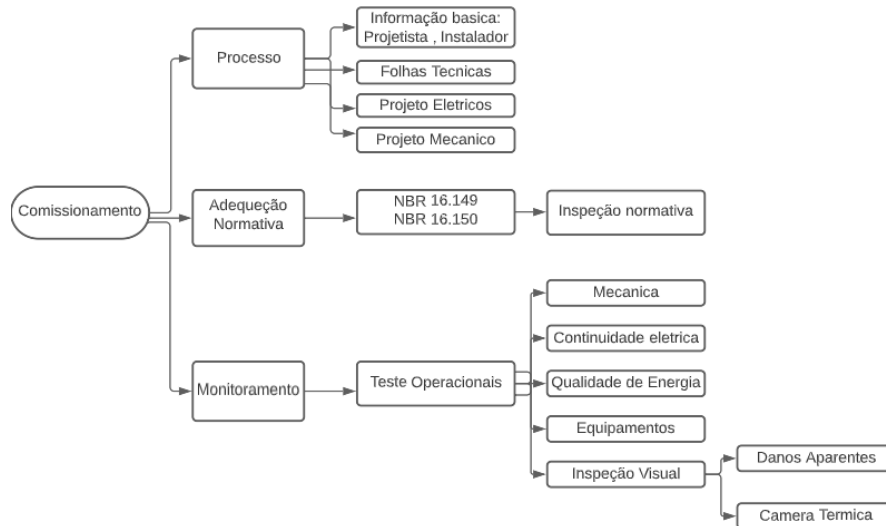 Informação basica:
Projetista , Instalador
Processo
Folhas Tecnicas
Projeto Eletricos
Projeto Mecanico
Comissionamento
Adequeção
Normativa
NBR 16.149
NBR 16.150
Inspeção normativa
Mecanica
Continuidade eletrica
Monitoramento
Teste Operacionais
Qualidade de Energia
Equipamentos
Inspeção Visual
Danos Aparentes
Camera Termica